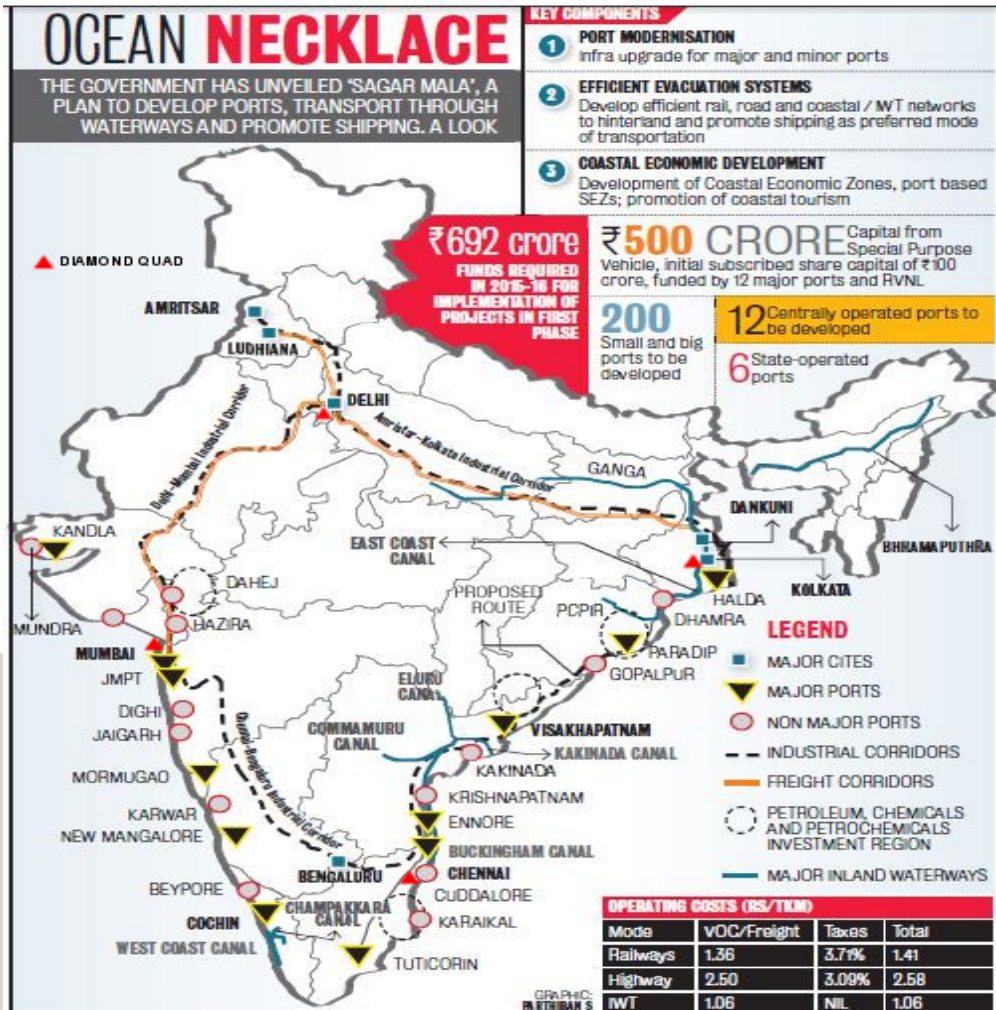 OCEAN NECKLACE
THE GOVERNMENT HAS UNVEILED 'SAGAR MALA', A
PLAN TO DEVELOP PORTS, TRANSPORT THROUGH
WATERWAYS AND PROMOTE SHIPPING. A LOOK
KEY COMPONENTS
1 PORT MODERNISATION
Infra upgrade for major and minor ports
2 EFFICIENT EVACUATION SYSTEMS
Develop efficient rail, road and coastal / IWT networks
to hinterland and promote shipping as preferred mode
of transportation
3 COASTAL ECONOMIC DEVELOPMENT
Development of Coastal Economic Zones, port based
SEZs; promotion of coastal tourism
₹692 crore
FUNDS REQUIRED
IN 2015-16 FOR
IMPLEMENTATION OF
PROJECTS IN FIRST
PHASE
₹500 CRORE Capital from
Special Purpose
Vehicle, initial subscribed share capital of ₹100
crore, funded by 12 major ports and RVNL
200
Small and big
ports to be
developed
12 Centrally operated ports to
be developed
6 State-operated
ports
DIAMOND QUAD
AMRITSAR
LUDHIANA
DELHI
Delhi-Mumbai Industrial Corridor
Amristar-Kolkata Industrial Corridor
GANGA
DANKUNI
BHRAMAPUTHRA
KANDLA
EAST COAST
CANAL
KOLKATA
DAHEJ
PROPOSED
ROUTE
PCPIR
HALDA
DHAMRA
MUNDRA
HAZIRA
PARADIP
GOPALPUR
MUMBAI
JMPT
ELURU
CANAL
DIGHI
JAIGARH
COMMAMURU
CANAL
VISAKHAPATNAM
KAKINADA CANAL
KAKINADA
MORMUGAO
Chennai-Bengaluru Industrial Corridor
KRISHNAPATNAM
KARWAR
ENNORE
NEW MANGALORE
BUCKINGHAM CANAL
BENGALURU
CHENNAI
BEYPORE
CUDDALORE
CHAMPAKKARA
CANAL
COCHIN
KARAIKAL
WEST COAST CANAL
TUTICORIN
LEGEND
MAJOR CITES
MAJOR PORTS
NON MAJOR PORTS
INDUSTRIAL CORRIDORS
FREIGHT CORRIDORS
PETROLEUM, CHEMICALS
AND PETROCHEMICALS
INVESTMENT REGION
MAJOR INLAND WATERWAYS
OPERATING COSTS (RS/TKM)
Mode VOC/Freight Taxes Total
Railways 1.36 3.71% 1.41
Highway 2.50 3.09% 2.58
IWT 1.06 NIL 1.06
GRAPHIC:
PARTHIBAN S